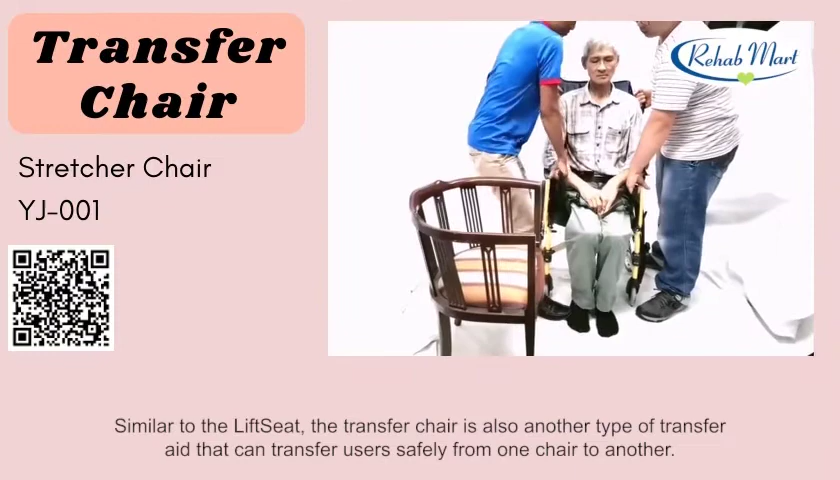 Transfer
Chair
Stretcher Chair
YJ-001
Rehab Mart
Similar to the LiftSeat, the transfer chair is also another type of transfer
aid that can transfer users safely from one chair to another.